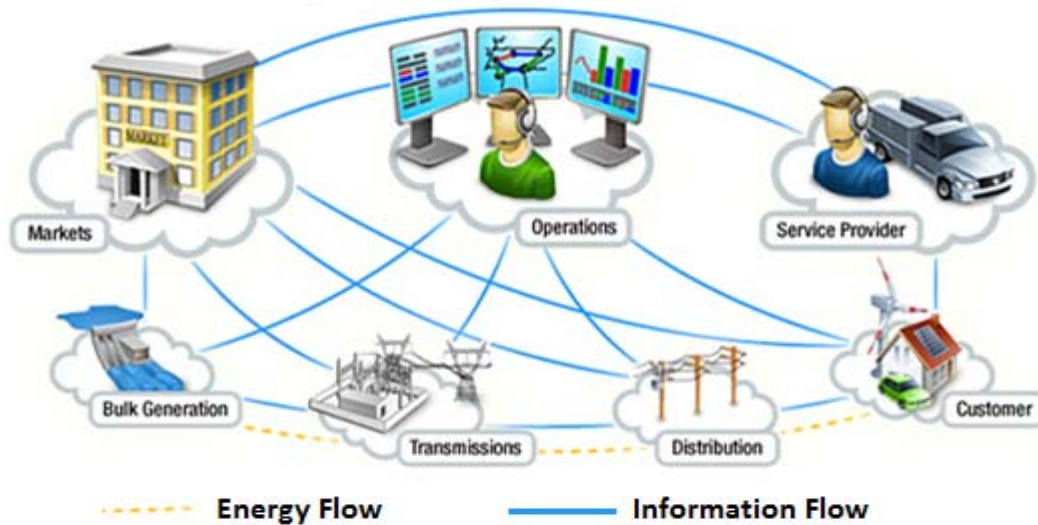 MARKET
Markets
Operations
Service Provider
Bulk Generation
Transmissions
Distribution
Customer
Energy Flow
Information Flow